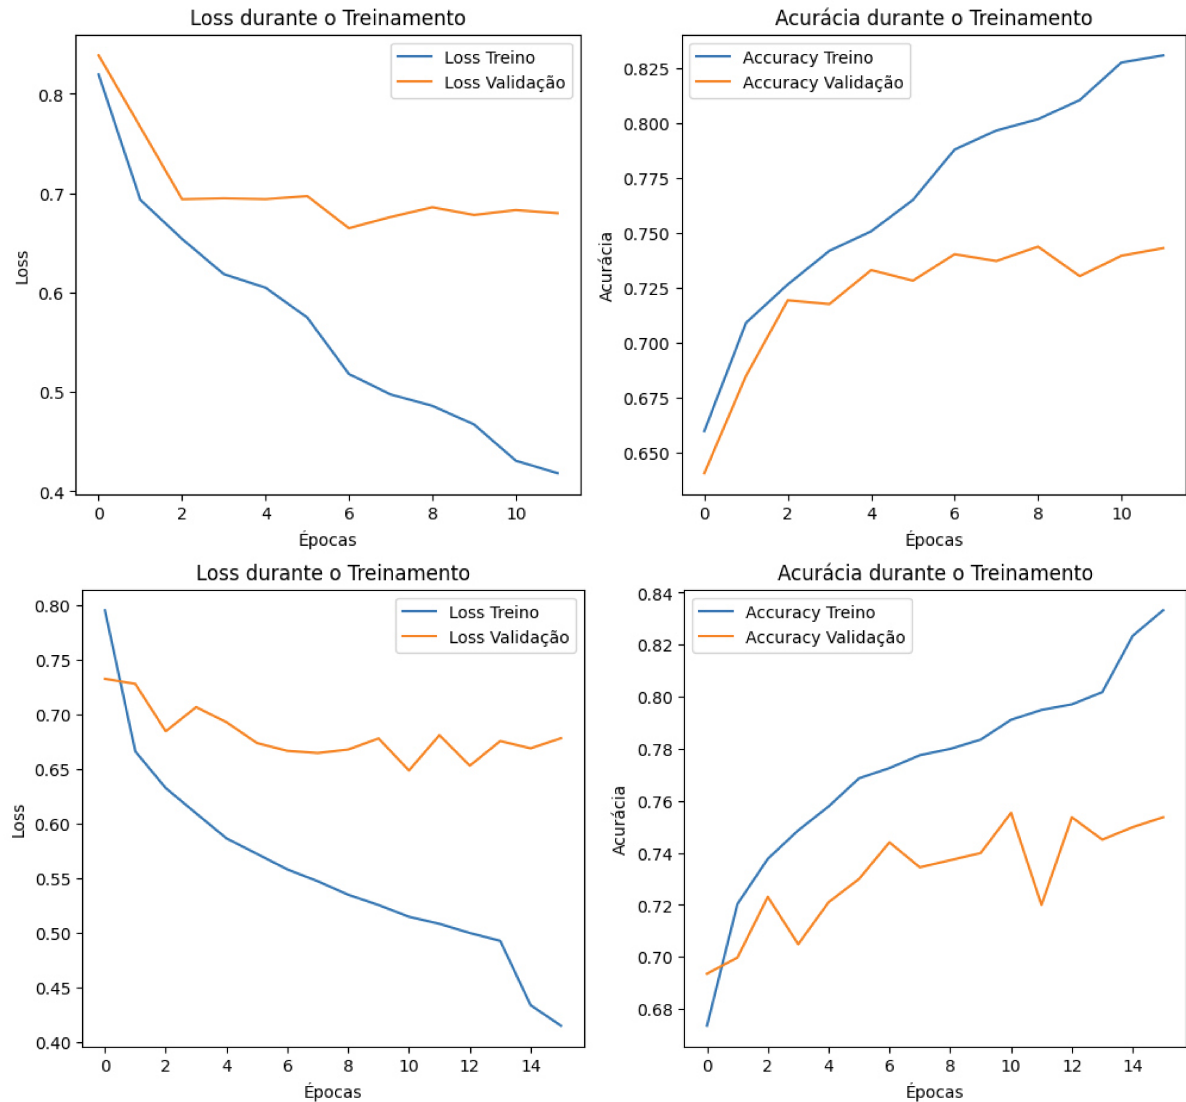 Loss durante o Treinamento
Loss Treino
Loss Validação
0.8
0.7
0.6
0.5
0.4
Loss
0 2 4 6 8 10
Épocas
Acurácia durante o Treinamento
Accuracy Treino
Accuracy Validação
0.825
0.800
0.775
0.750
0.725
0.700
0.675
0.650
Acurácia
0 2 4 6 8 10
Épocas
Loss durante o Treinamento
Loss Treino
Loss Validação
0.80
0.75
0.70
0.65
0.60
0.55
0.50
0.45
0.40
Loss
0 2 4 6 8 10 12 14
Épocas
Acurácia durante o Treinamento
Accuracy Treino
Accuracy Validação
0.84
0.82
0.80
0.78
0.76
0.74
0.72
0.70
0.68
Acurácia
0 2 4 6 8 10 12 14
Épocas